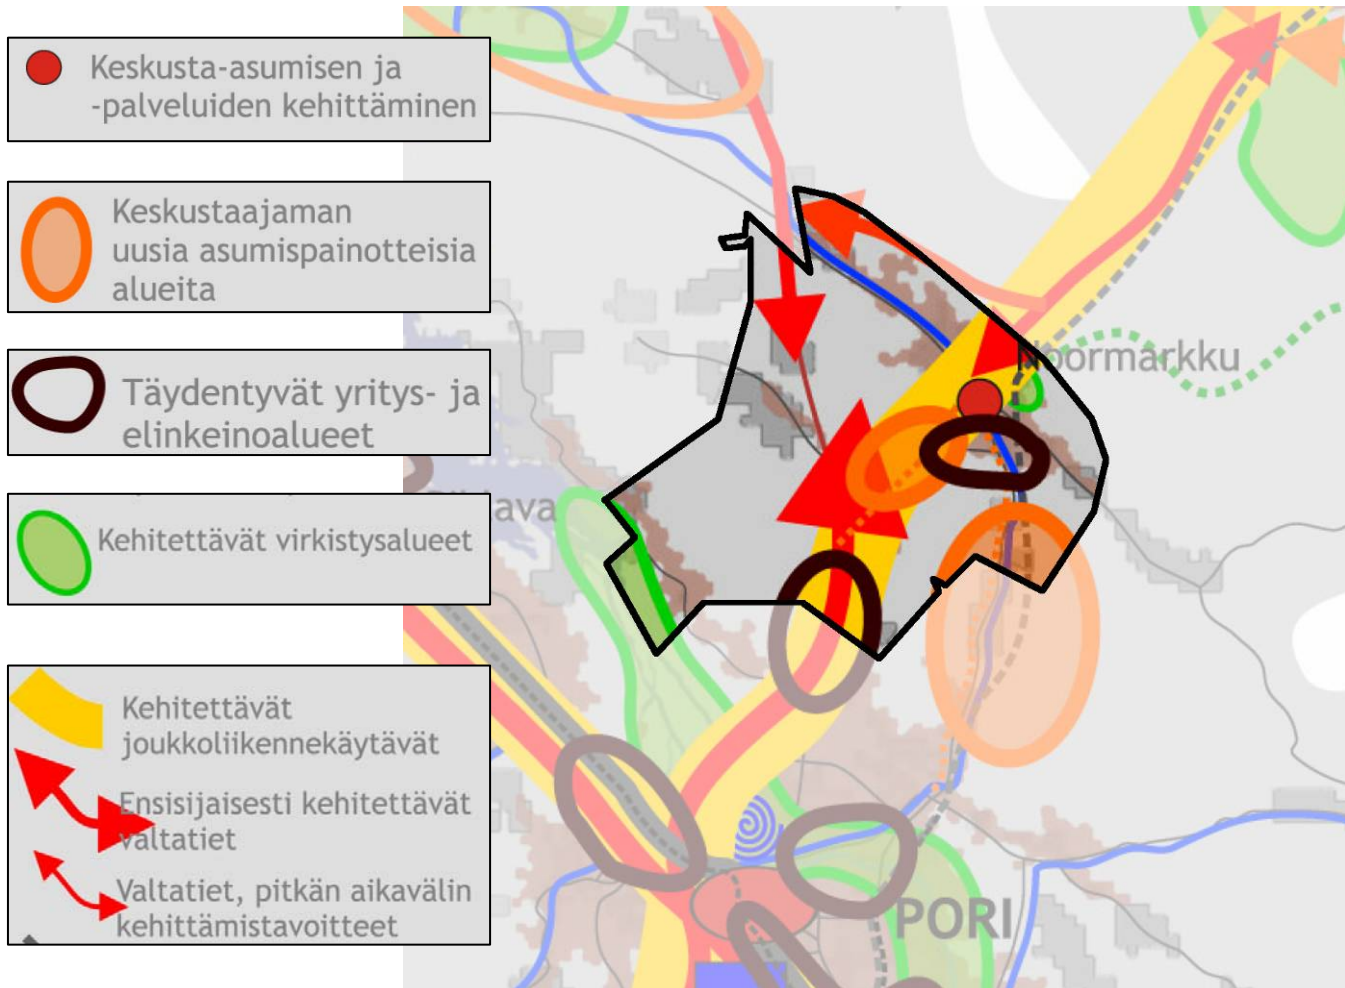 Keskusta-asumisen ja
-palveluiden kehittäminen
Keskustaajaman
uusia asumispainotteisia
alueita
Täydentyvät yritys- ja
elinkeinoalueet
Kehitettävät virkistysalueet
Kehitettävät
joukkoliikennekäytävät
Ensisijaisesti kehitettävät
valtatiet
Valtatiet, pitkän aikavälin
kehittämistavoitteet
Noormarkku
PORI